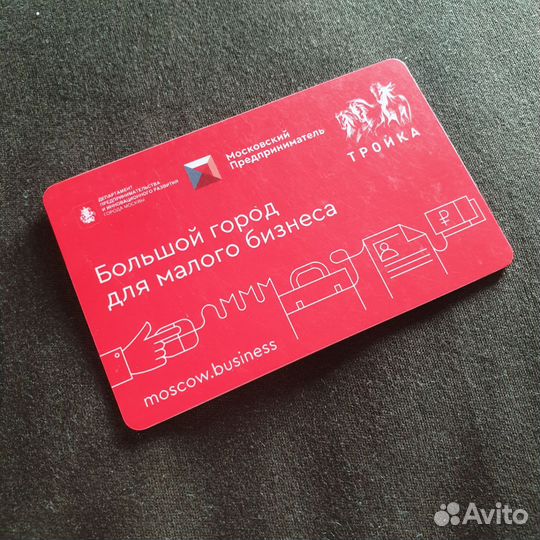 ДЕПАРТАМЕНТ
ПРЕДПРИНИМАТЕЛЬСТВА
И ИННОВАЦИОННОГО РАЗВИТИЯ
ГОРОДА МОСКВЫ
Московский
Предприниматель
ТРОЙКА
Большой город
для малого бизнеса
₽
moscow.business
Avito